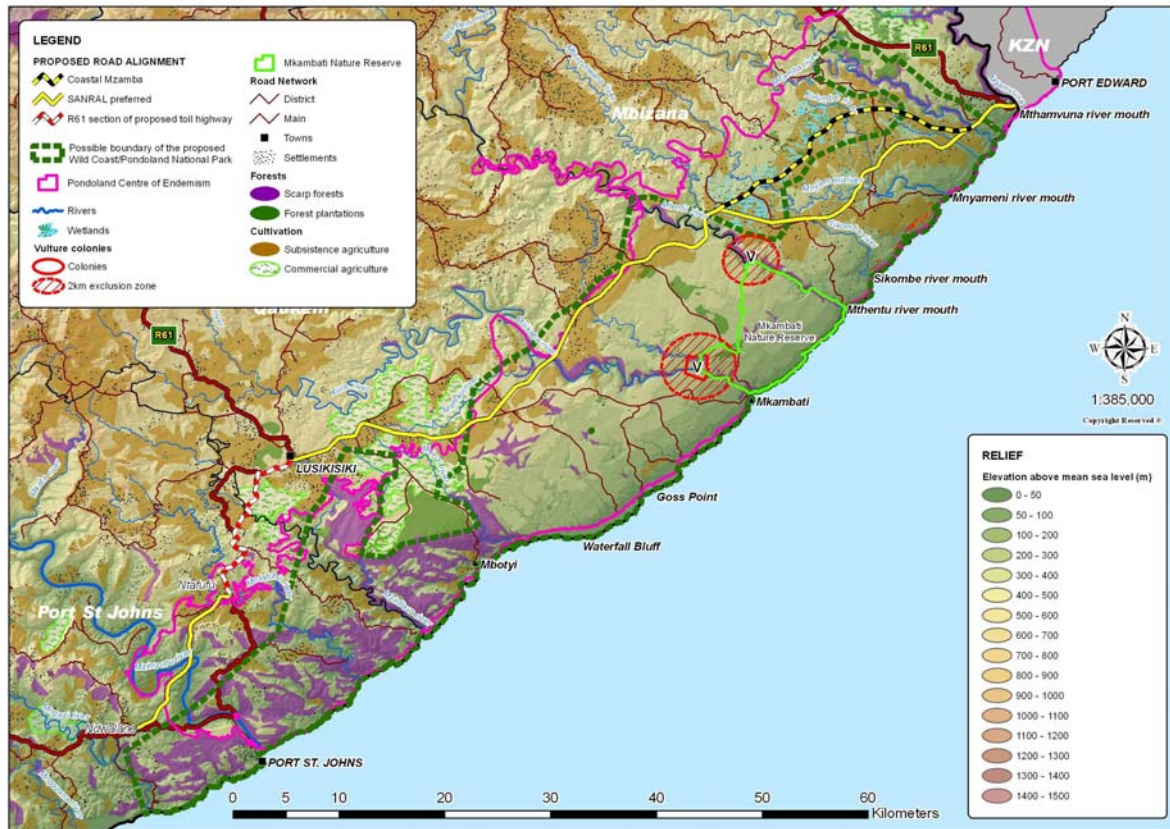 LEGEND
PROPOSED ROAD ALIGNMENT
Coastal Mzamba
SANRAL preferred
R61 section of proposed toll highway
Possible boundary of the proposed
Wild Coast/Pondoland National Park
Pondoland Centre of Endemism
Rivers
Wetlands
Vulture colonies
Colonies
2km exclusion zone
Mkambati Nature Reserve
Road Network
District
Main
Towns
Settlements
Forests
Scarp forests
Forest plantations
Cultivation
Subsistence agriculture
Commercial agriculture
R61
KZN
PORT EDWARD
Mthamvuna river mouth
Mbizana
Mnyameni river mouth
V
Sikombe river mouth
Mthentu river mouth
Mkambati
Nature Reserve
R61
V
Mkambati
N
W E
S
1:385,000
Copyright Reserved ®
LUSIKISIKI
Goss Point
Waterfall Bluff
Mbotyi
Ntafufu
Port St Johns
Ndwalane
PORT ST. JOHNS
0 5 10 20 30 40 50 60
Kilometers
RELIEF
Elevation above mean sea level (m)
0 - 50
50 - 100
100 - 200
200 - 300
300 - 400
400 - 500
500 - 600
600 - 700
700 - 800
800 - 900
900 - 1000
1000 - 1100
1100 - 1200
1200 - 1300
1300 - 1400
1400 - 1500